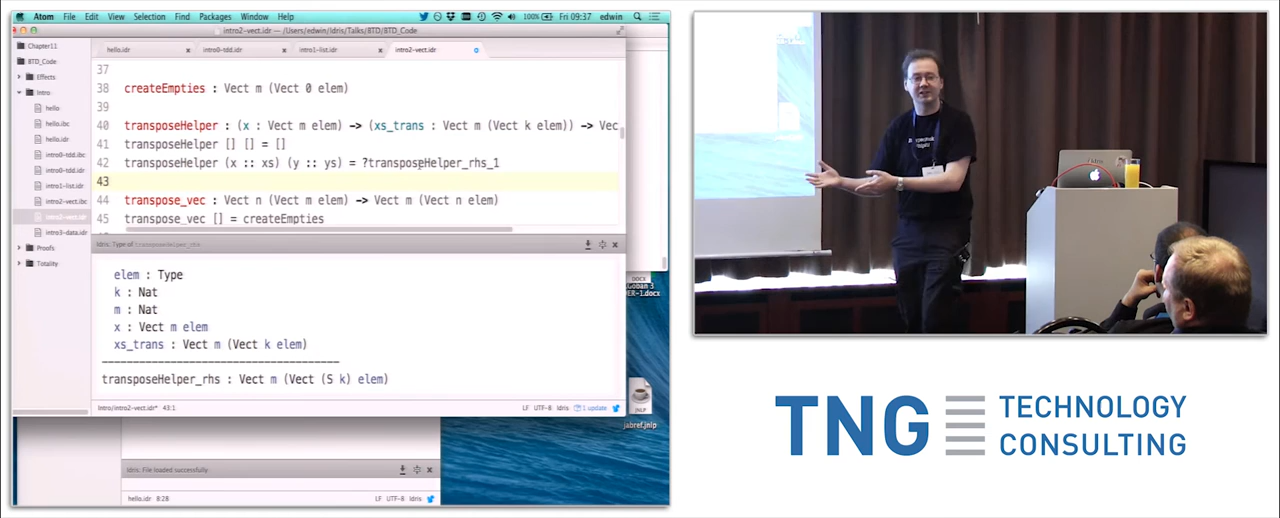 Atom File Edit View Selection Find Packages Window Help
100% Fri 09:37 edwin
intro2-vect.idr — /Users/edwin/Idris/Talks/BTD/BTD_Code
Chapter11
BTD_Code
Effects
Intro
hello
hello.ibc
hello.idr
intro0-tdd.ibc
intro0-tdd.idr
intro1-list.idr
intro2-vect.ibc
intro2-vect.idr
intro3-data.idr
Proofs
Totality
hello.idr intro0-tdd.idr intro1-list.idr intro2-vect.idr
37
38 createEmpties : Vect m (Vect 0 elem)
39
40 transposeHelper : (x : Vect m elem) -> (xs_trans : Vect m (Vect k elem)) -> Vec
41 transposeHelper [] [] = []
42 transposeHelper (x :: xs) (y :: ys) = ?transposeHelper_rhs_1
43
44 transpose_vec : Vect n (Vect m elem) -> Vect m (Vect n elem)
45 transpose_vec [] = createEmpties
Idris: Type of transposeHelper_rhs
elem : Type
k : Nat
m : Nat
x : Vect m elem
xs_trans : Vect m (Vect k elem)
--------------------------------------
transposeHelper_rhs : Vect m (Vect (S k) elem)
Intro/intro2-vect.idr* 43:1 LF UTF-8 Idris 1 update
DOCX
jabref.jnlp
JNLP
Idris: File loaded successfully
hello.idr 8:28 LF UTF-8 Idris
Idris
TNG TECHNOLOGY
CONSULTING